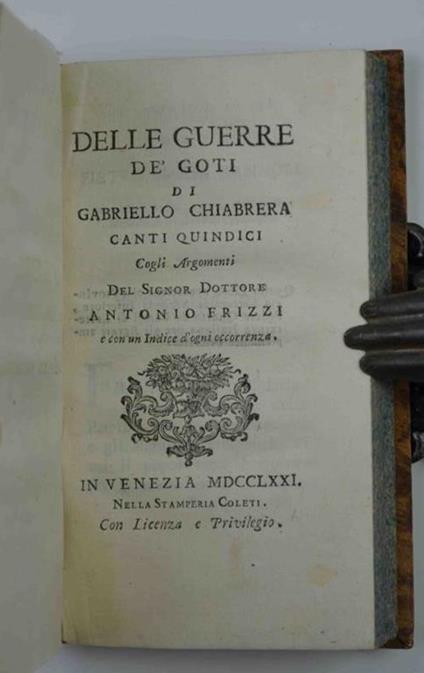 DELLE GUERRE
DE' GOTI
DI
GABRIELLO CHIABRERA
CANTI QUINDICI
Cogli Argomenti
DEL SIGNOR DOTTORE
ANTONIO FRIZZI
e con un Indice d'ogni occorrenza.
IN VENEZIA MDCCLXXI.
NELLA STAMPERIA COLETI.
Con Licenza e Privilegio.